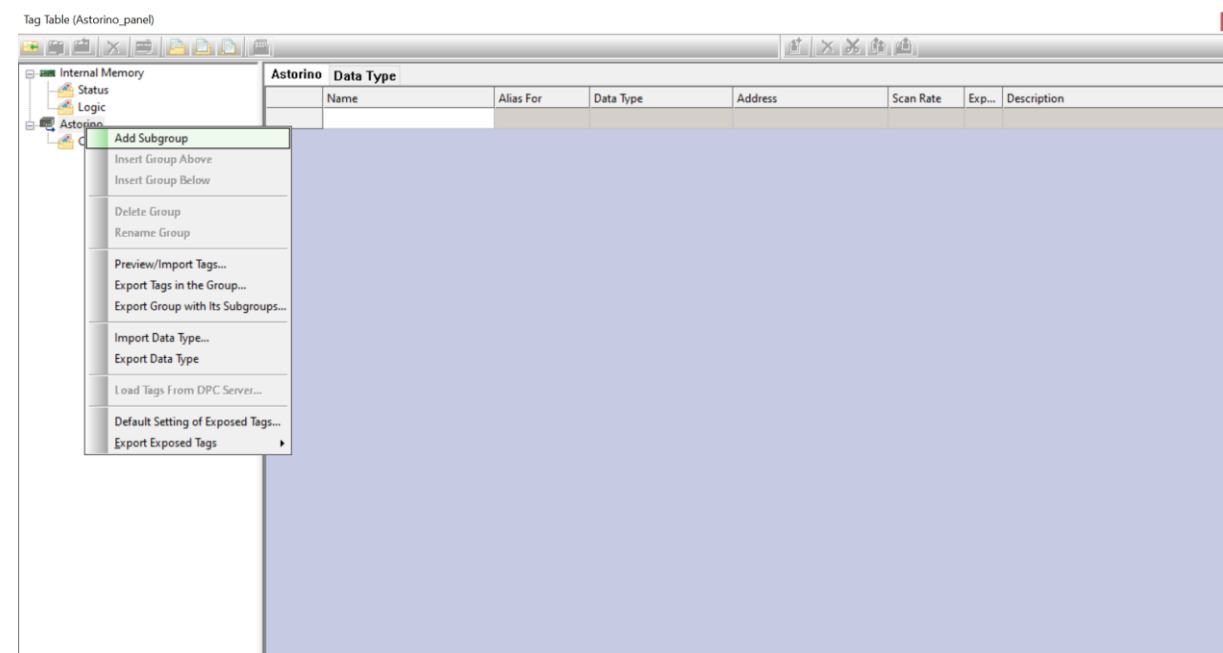 Tag Table (Astorino_panel)
Internal Memory
Status
Logic
Astorino
Astorino Data Type
Name Alias For Data Type Address Scan Rate Exp... Description
Add Subgroup
Insert Group Above
Insert Group Below
Delete Group
Rename Group
Preview/Import Tags...
Export Tags in the Group...
Export Group with Its Subgroups...
Import Data Type...
Export Data Type
Load Tags From DPC Server...
Default Setting of Exposed Tags...
Export Exposed Tags